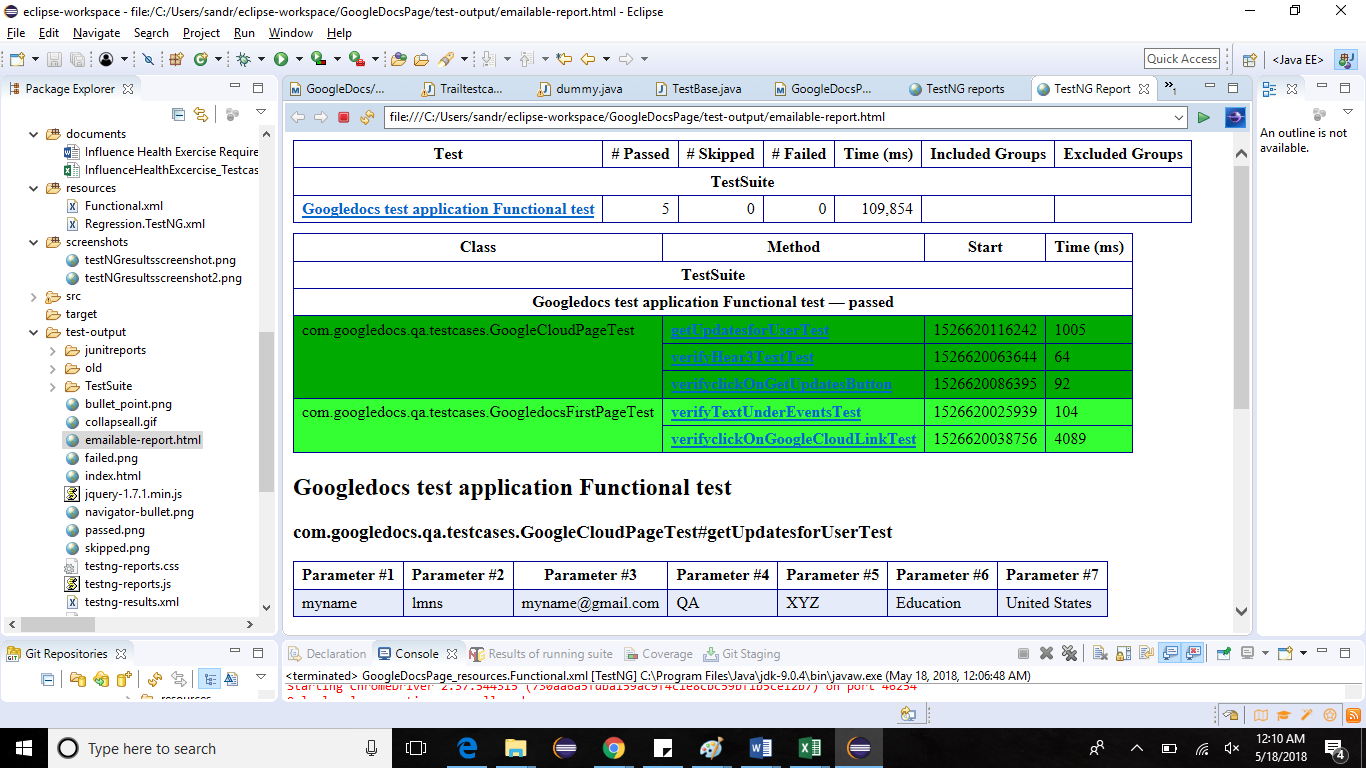 eclipse-workspace - file:/C:/Users/sandr/eclipse-workspace/GoogleDocsPage/test-output/emailable-report.html - Eclipse
File Edit Navigate Search Project Run Window Help
Quick Access <Java EE>
Package Explorer
documents
Influence Health Exercise Require
InfluenceHealthExcercise_Testcas
resources
Functional.xml
Regression.TestNG.xml
screenshots
testNGresultsscreenshot.png
testNGresultsscreenshot2.png
src
target
test-output
junitreports
old
TestSuite
bullet_point.png
collapseall.gif
emailable-report.html
failed.png
index.html
jquery-1.7.1.min.js
navigator-bullet.png
passed.png
skipped.png
testng-reports.css
testng-reports.js
testng-results.xml
Git Repositories
resources
GoogleDocs/... Trailtestca... dummy.java TestBase.java GoogleDocsP... TestNG reports TestNG Report »1
file:///C:/Users/sandr/eclipse-workspace/GoogleDocsPage/test-output/emailable-report.html
Test # Passed # Skipped # Failed Time (ms) Included Groups Excluded Groups
TestSuite
Googledocs test application Functional test 5 0 0 109,854
Class Method Start Time (ms)
TestSuite
Googledocs test application Functional test — passed
com.googledocs.qa.testcases.GoogleCloudPageTest getUpdatesforUserTest 1526620116242 1005
verifyHear3TextTest 1526620063644 64
verifyclickOnGetUpdatesButton 1526620086395 92
com.googledocs.qa.testcases.GoogledocsFirstPageTest verifyTextUnderEventsTest 1526620025939 104
verifyclickOnGoogleCloudLinkTest 1526620038756 4089
Googledocs test application Functional test
com.googledocs.qa.testcases.GoogleCloudPageTest#getUpdatesforUserTest
Parameter #1 Parameter #2 Parameter #3 Parameter #4 Parameter #5 Parameter #6 Parameter #7
myname lmns myname@gmail.com QA XYZ Education United States
An outline is not
available.
Declaration Console Results of running suite Coverage Git Staging
<terminated> GoogleDocsPage_resources.Functional.xml [TestNG] C:\Program Files\Java\jdk-9.0.4\bin\javaw.exe (May 18, 2018, 12:06:48 AM)
Starting ChromeDriver 2.37.544315 on port 46254
Type here to search
12:10 AM
5/18/2018
4